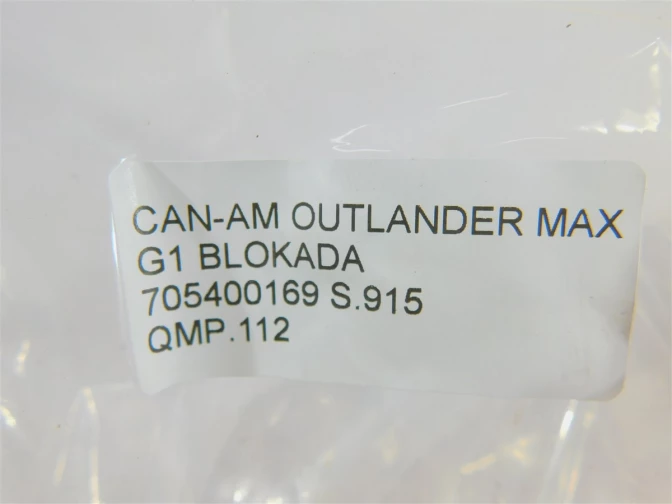 CAN-AM OUTLANDER MAX
G1 BLOKADA
705400169 S.915
QMP.112